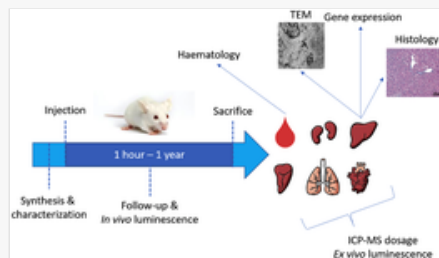 TEM
Gene expression
Haematology
Histology
Injection
Sacrifice
1 hour – 1 year
Synthesis &
characterization
Follow-up &
In vivo luminescence
ICP-MS dosage
Ex vivo luminescence